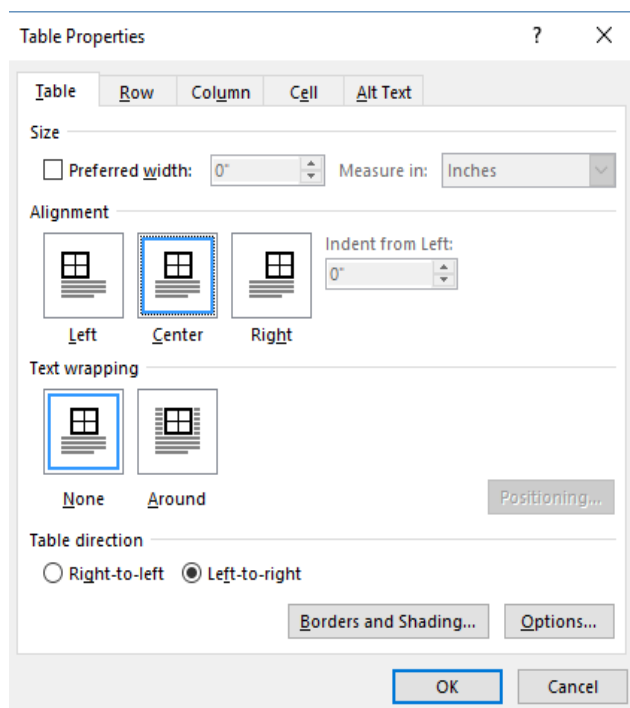 Table Properties ? X
Table Row Column Cell Alt Text
Size
Preferred width: 0" Measure in: Inches
Alignment
Indent from Left:
0"
Left Center Right
Text wrapping
None Around
Positioning...
Table direction
Right-to-left Left-to-right
Borders and Shading... Options...
OK Cancel